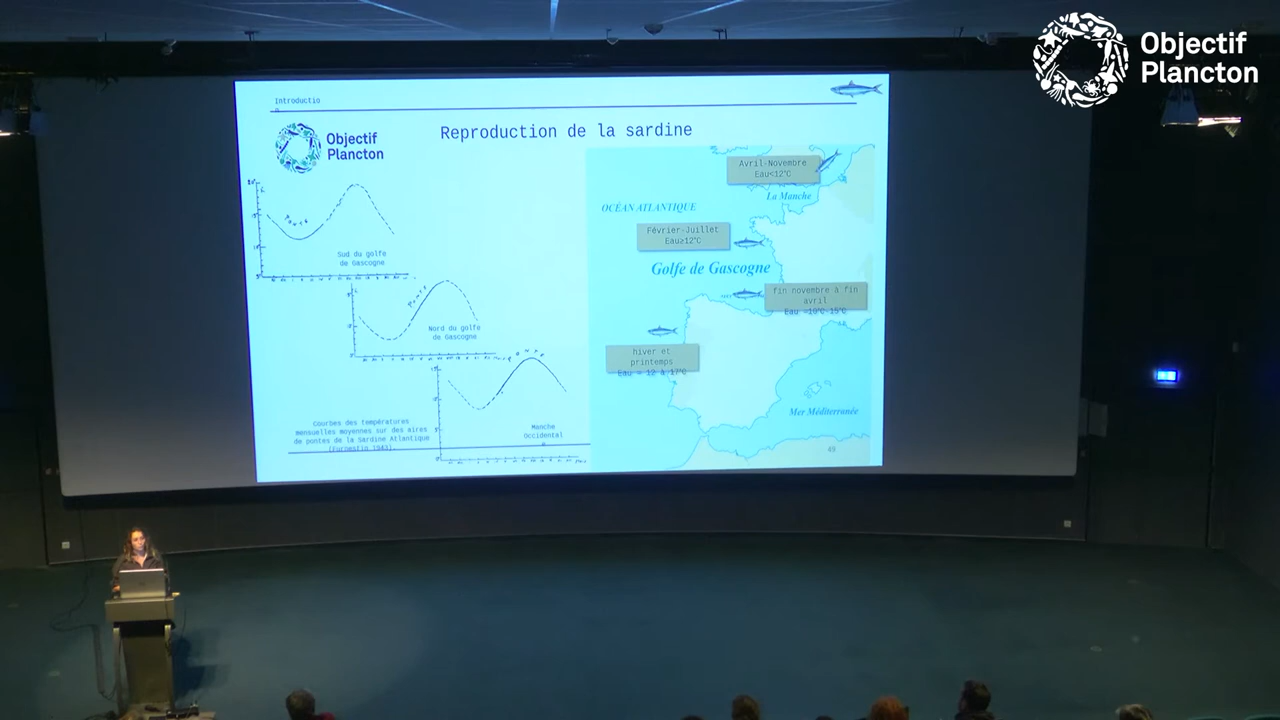 Objectif
Plancton
Introductio
n
Objectif
Plancton
Reproduction de la sardine
Avril-Novembre
Eau<12°C
La Manche
OCÉAN ATLANTIQUE
Février-Juillet
Eau≥12°C
Golfe de Gascogne
fin novembre à fin
avril
Eau =10°C-15°C
hiver et
printemps
Eau = 12 à 17°C
Mer Méditerranée
Ponte
Sud du golfe
de Gascogne
Ponte
Nord du golfe
de Gascogne
PONTE
Manche
Occidental
Courbes des températures
mensuelles moyennes sur des aires
de pontes de la Sardine Atlantique
(Furnestin 1943).